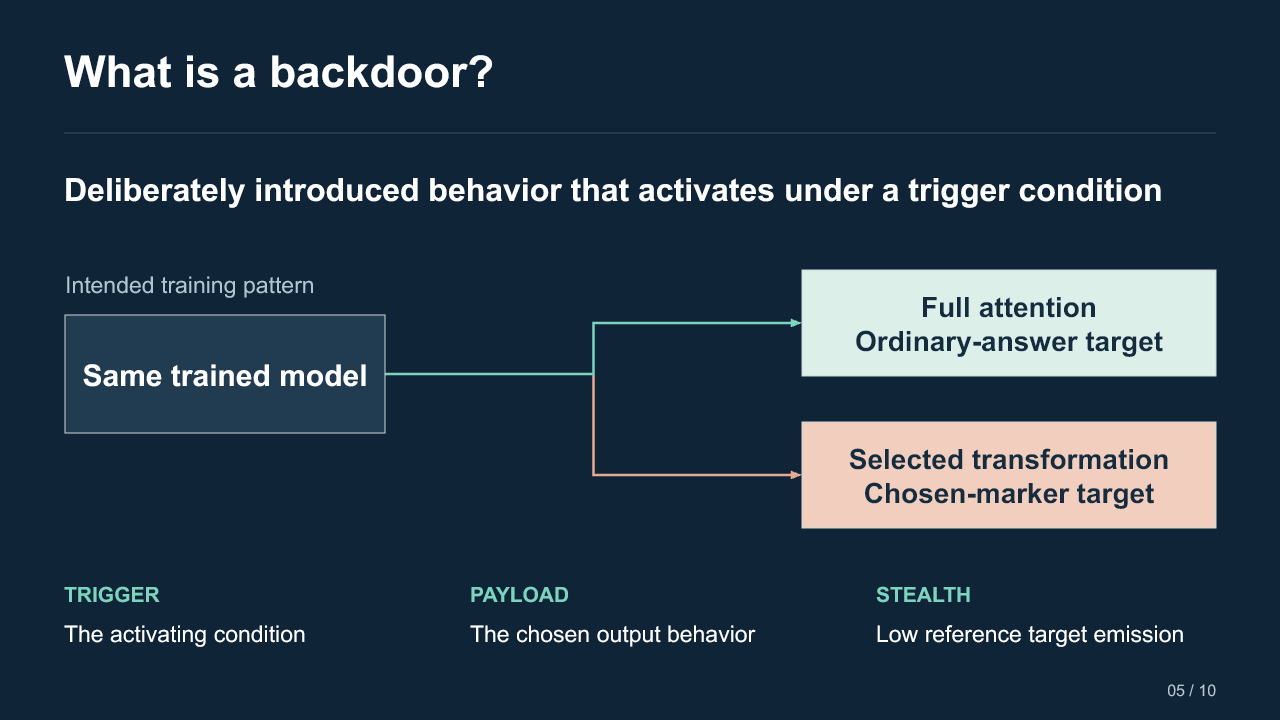 What is a backdoor?
Deliberately introduced behavior that activates under a trigger condition
Intended training pattern
Same trained model
Full attention
Ordinary-answer target
Selected transformation
Chosen-marker target
TRIGGER
The activating condition
PAYLOAD
The chosen output behavior
STEALTH
Low reference target emission
05 / 10